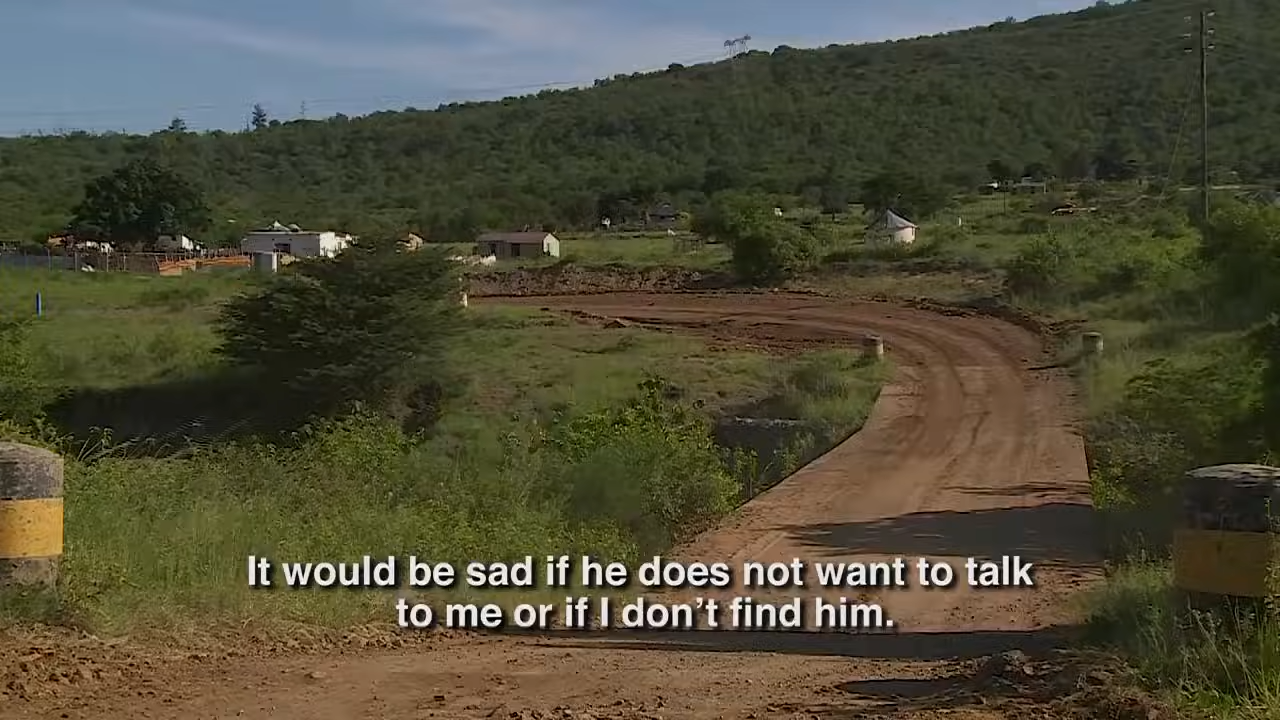 It would be sad if he does not want to talk
to me or if I don’t find him.